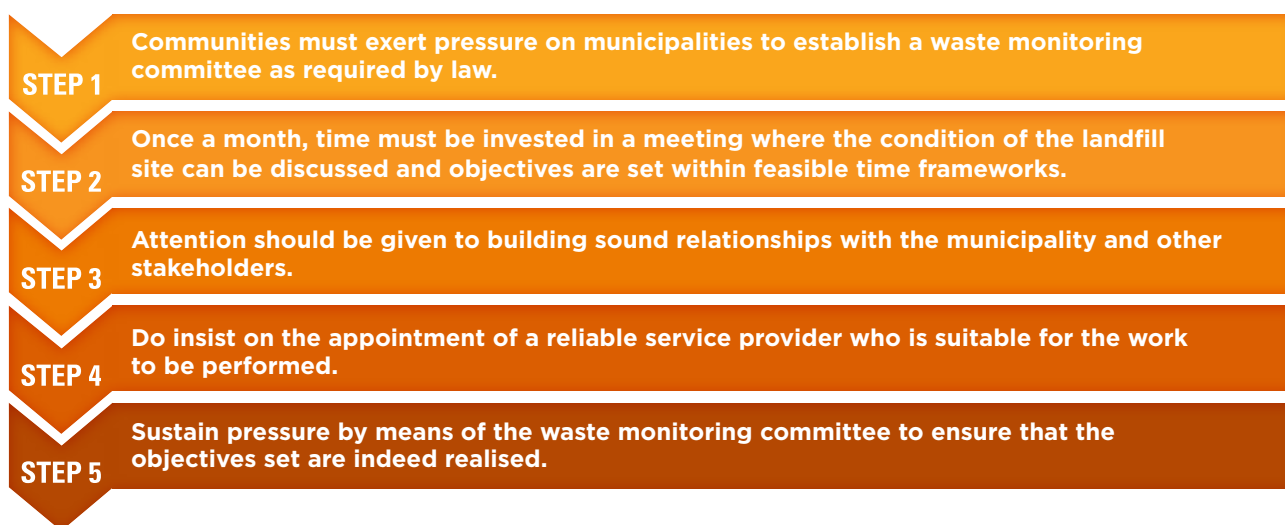 STEP 1
Communities must exert pressure on municipalities to establish a waste monitoring
committee as required by law.
STEP 2
Once a month, time must be invested in a meeting where the condition of the landfill
site can be discussed and objectives are set within feasible time frameworks.
STEP 3
Attention should be given to building sound relationships with the municipality and other
stakeholders.
STEP 4
Do insist on the appointment of a reliable service provider who is suitable for the work
to be performed.
STEP 5
Sustain pressure by means of the waste monitoring committee to ensure that the
objectives set are indeed realised.